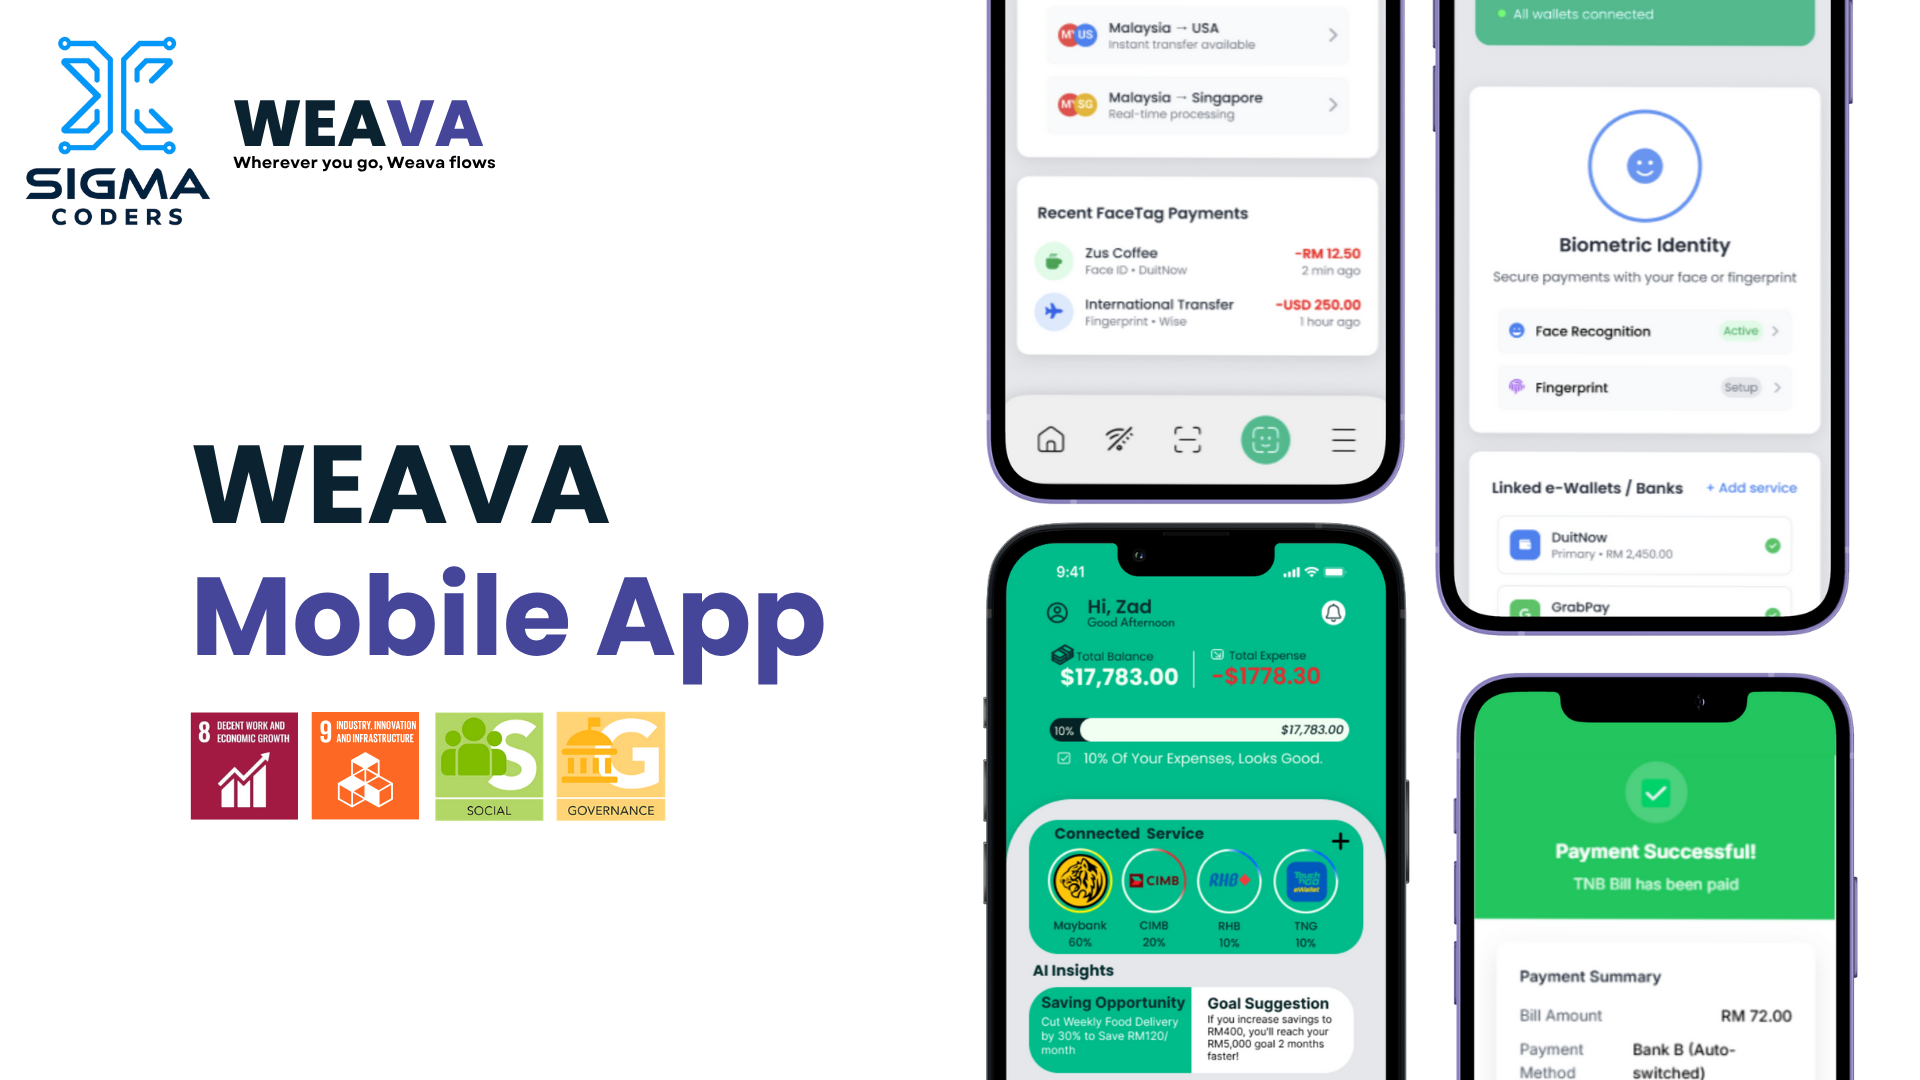 SIGMA
CODERS
WEAVA
Wherever you go, Weava flows
WEAVA
Mobile App
8 DECENT WORK AND
ECONOMIC GROWTH
9 INDUSTRY, INNOVATION
AND INFRASTRUCTURE
S
SOCIAL
G
GOVERNANCE
MY US
Malaysia → USA
Instant transfer available
MY SG
Malaysia → Singapore
Real-time processing
Recent FaceTag Payments
Zus Coffee
-RM 12.50
Face ID • DuitNow
2 min ago
International Transfer
-USD 250.00
Fingerprint • Wise
1 hour ago
9:41
Hi, Zad
Good Afternoon
Total Balance
$17,783.00
Total Expense
-$1778.30
10%
$17,783.00
10% Of Your Expenses, Looks Good.
Connected Service
CIMB
RHB
Touch
'n GO
eWallet
Maybank
60%
CIMB
20%
RHB
10%
TNG
10%
AI Insights
Saving Opportunity
Cut Weekly Food Delivery
by 30% to Save RM120/
month
Goal Suggestion
If you increase savings to
RM400, you'll reach your
RM5,000 goal 2 months
faster!
All wallets connected
Biometric Identity
Secure payments with your face or fingerprint
Face Recognition
Active
Fingerprint
Setup
Linked e-Wallets / Banks
+ Add service
DuitNow
Primary • RM 2,450.00
G
GrabPay
Payment Successful!
TNB Bill has been paid
Payment Summary
Bill Amount
RM 72.00
Payment
Method
Bank B (Auto-
switched)